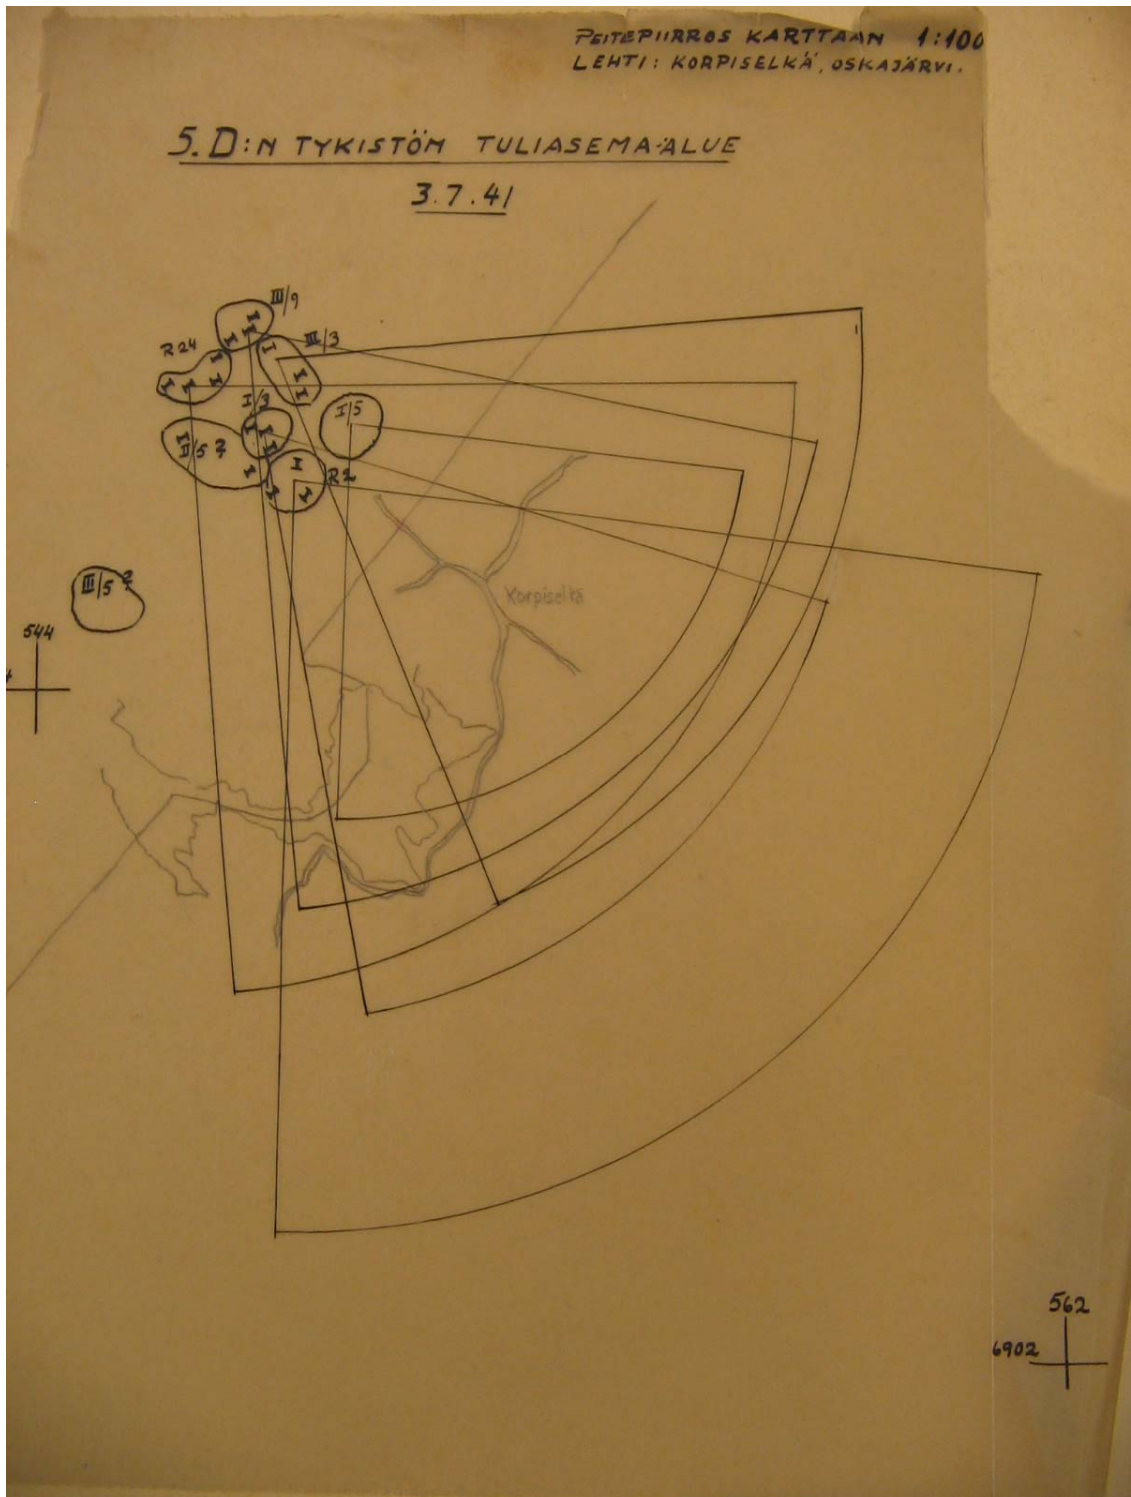 PEITEPIIRROS KARTTAAN 1:100
LEHTI: KORPISELKÄ, OSKAJÄRVI.
5.D:N TYKISTÖN TULIASEMA-ALUE
3.7.41
III/9
III/3
R24
I/3
I/5
II/5 ?
R2
Korpiselkä
III/5 ?
544
4
562
6902